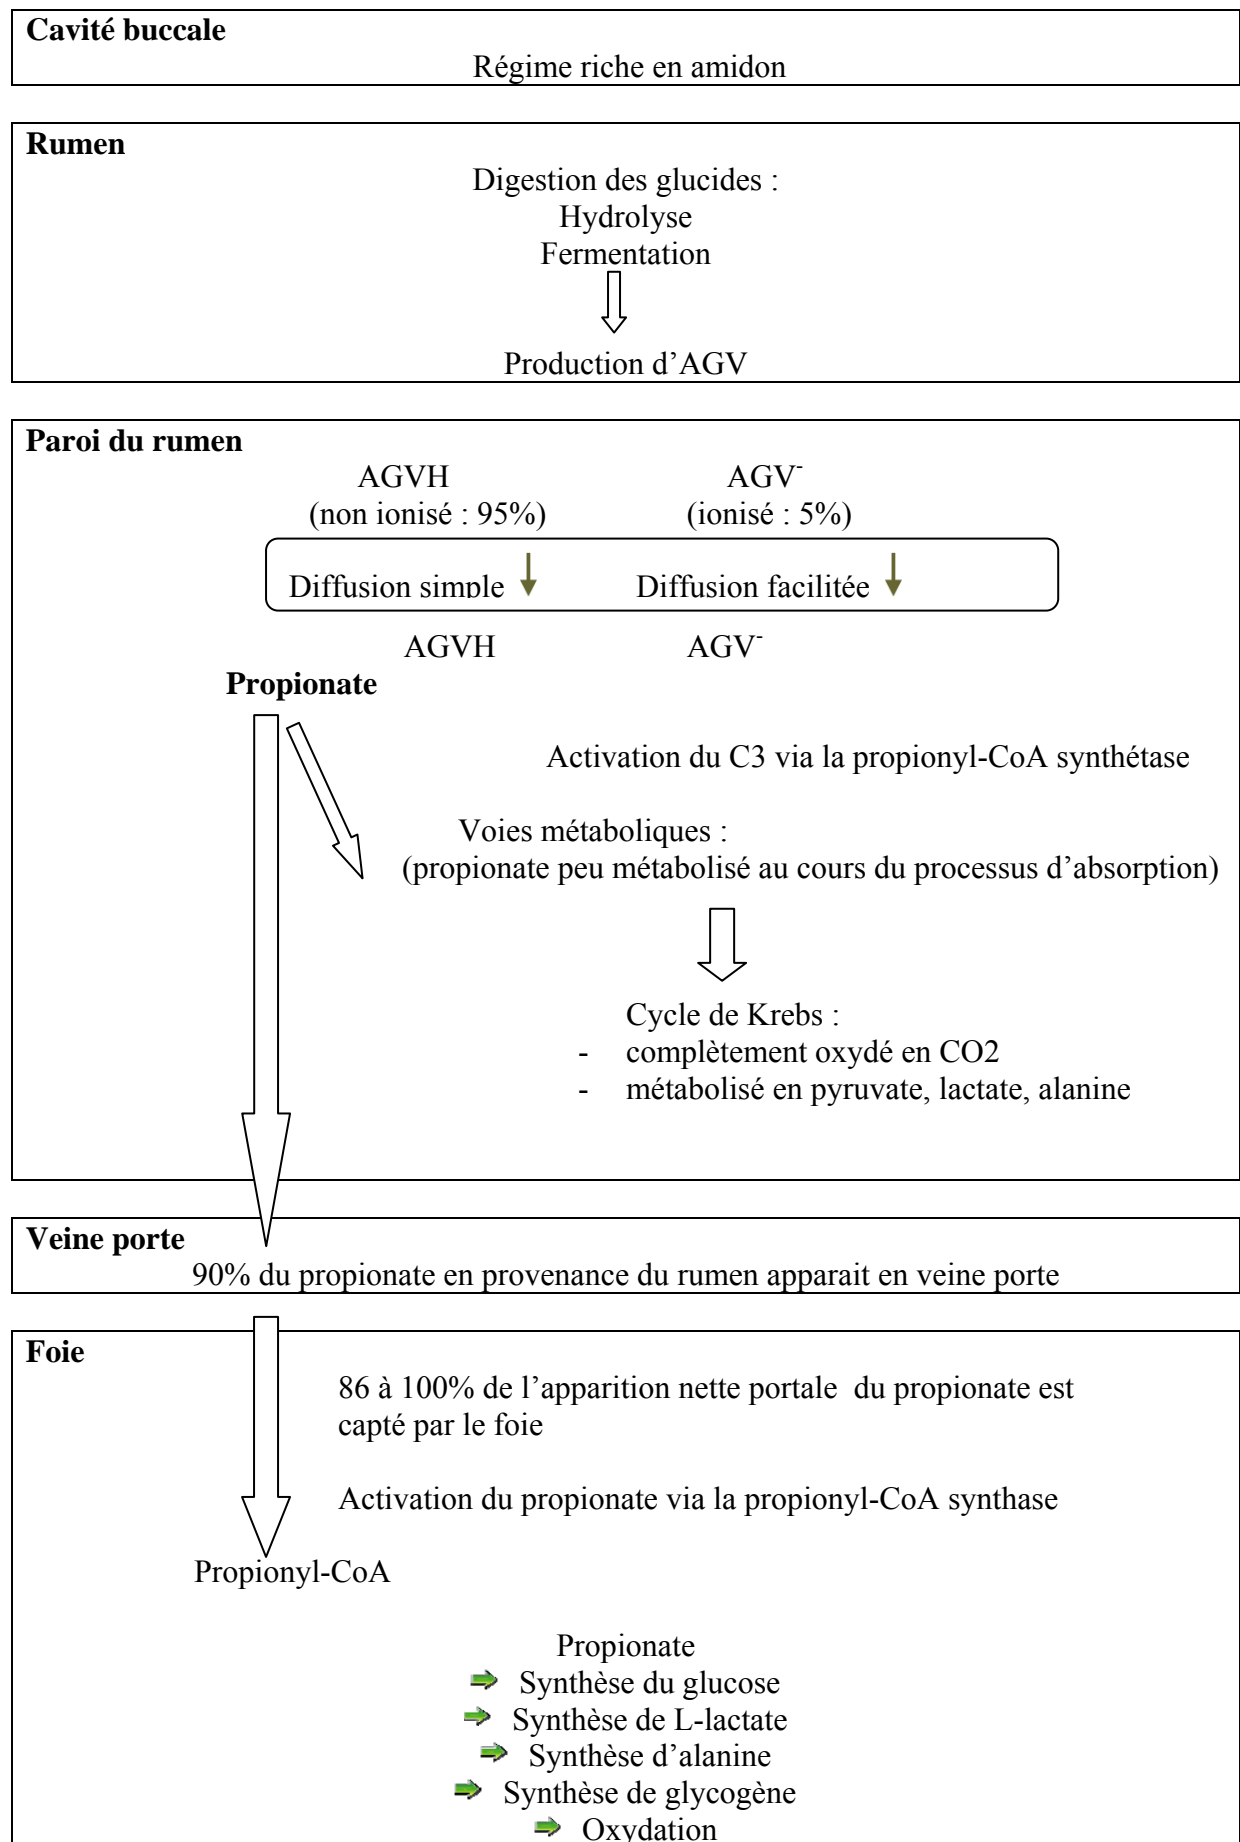 Cavité buccale
Régime riche en amidon
Rumen
Digestion des glucides :
Hydrolyse
Fermentation
Production d’AGV
Paroi du rumen
AGVH AGV⁻
(non ionisé : 95%) (ionisé : 5%)
Diffusion simple Diffusion facilitée
AGVH AGV⁻
Propionate
Activation du C3 via la propionyl-CoA synthétase
Voies métaboliques :
(propionate peu métabolisé au cours du processus d’absorption)
Cycle de Krebs :
- complètement oxydé en CO2
- métabolisé en pyruvate, lactate, alanine
Veine porte
90% du propionate en provenance du rumen apparait en veine porte
Foie
86 à 100% de l’apparition nette portale du propionate est
capté par le foie
Activation du propionate via la propionyl-CoA synthase
Propionyl-CoA
Propionate
Synthèse du glucose
Synthèse de L-lactate
Synthèse d’alanine
Synthèse de glycogène
Oxydation